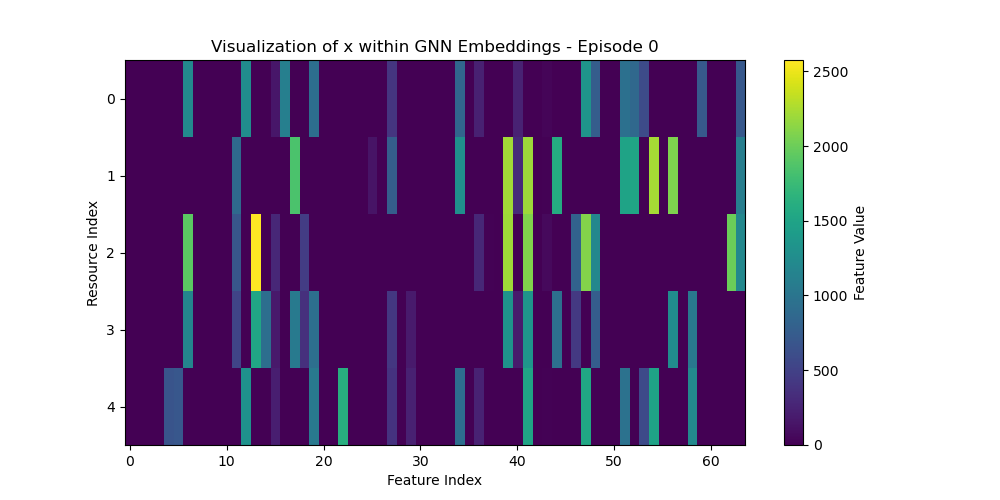 Visualization of x within GNN Embeddings - Episode 0
Resource Index
0
1
2
3
4
0 10 20 30 40 50 60
Feature Index
2500
2000
1500
1000
500
0
Feature Value